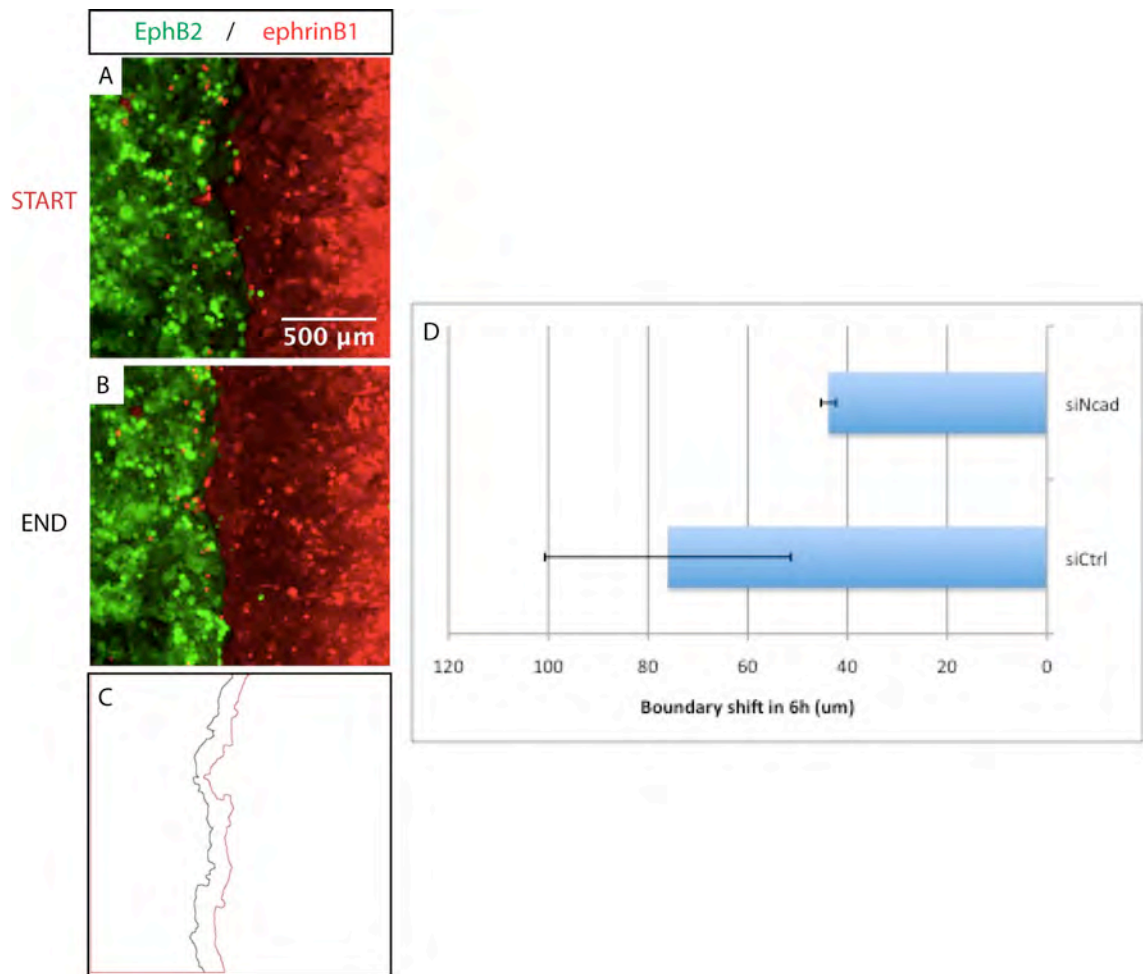 EphB2 / ephrinB1
A
START
500 µm
B
END
C
D
siNcad
siCtrl
120 100 80 60 40 20 0
Boundary shift in 6h (um)